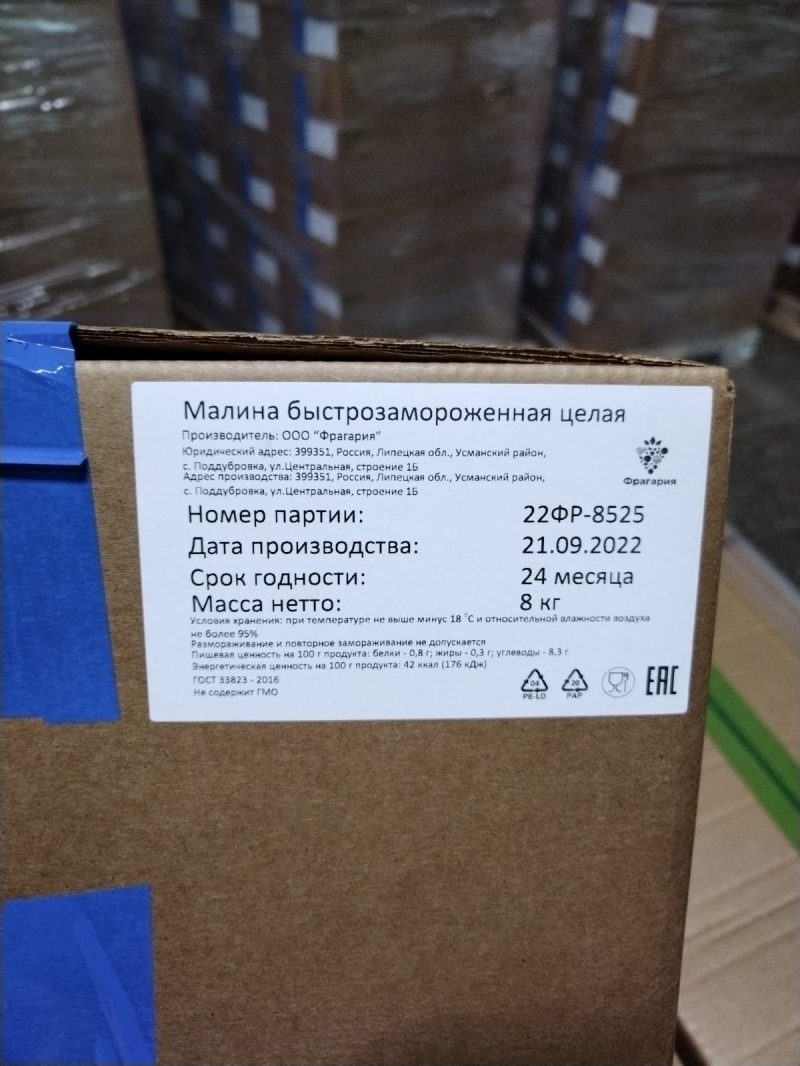 Малина быстрозамороженная целая
Производитель: ООО "Фрагария"
Юридический адрес: 399351, Россия, Липецкая обл., Усманский район,
с. Поддубровка, ул.Центральная, строение 1Б
Адрес производства: 399351, Россия, Липецкая обл., Усманский район,
с. Поддубровка, ул.Центральная, строение 1Б
Фрагария
Номер партии: 22ФР-8525
Дата производства: 21.09.2022
Срок годности: 24 месяца
Масса нетто: 8 кг
Условия хранения: при температуре не выше минус 18 °С и относительной влажности воздуха
не более 95%
Размораживание и повторное замораживание не допускается
Пищевая ценность на 100 г продукта: белки - 0,8 г; жиры - 0,3 г; углеводы - 8,3 г
Энергетическая ценность на 100 г продукта: 42 ккал (176 кДж)
ГОСТ 33823 - 2016
Не содержит ГМО
04 20 EAC
PE-LD PAP